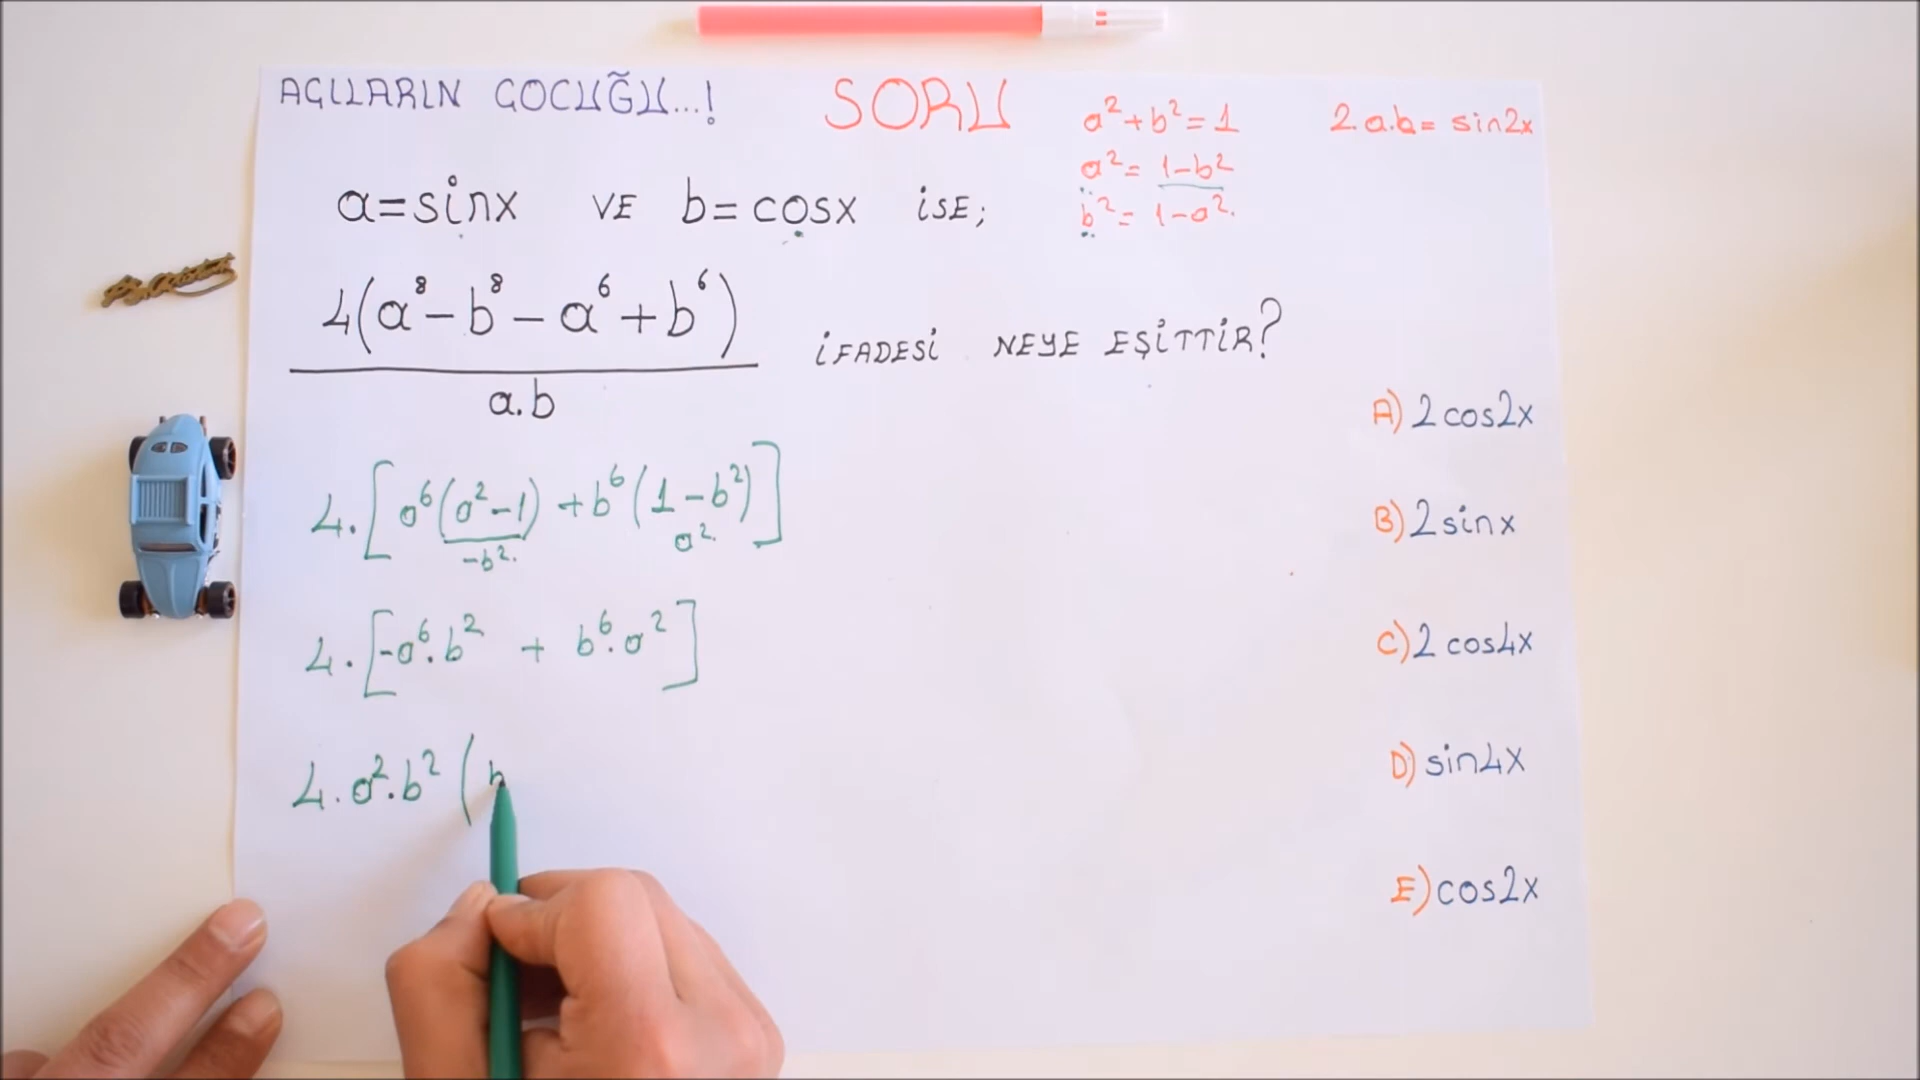 AÇILARIN ÇOCUĞU...!
SORU
a²+b²=1
a²= 1-b²
b²= 1-a².
2.a.b= sin2x
a=sinx VE b=cosx İSE;
4(a⁸-b⁸-a⁶+b⁶)
a.b
İFADESİ NEYE EŞİTTİR?
4.[a⁶(a²-1)+b⁶(1-b²)]
-b². a².
4.[-a⁶.b² + b⁶.a²]
4.a².b²(b
A) 2cos2x
B) 2sinx
C) 2cos4x
D) sin4x
E) cos2x